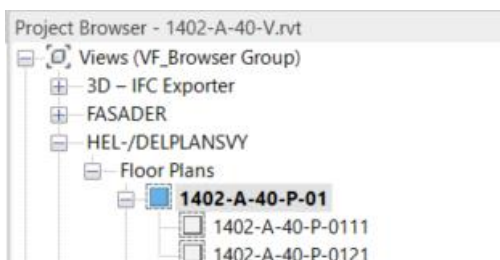 Project Browser - 1402-A-40-V.rvt
Views (VF_Browser Group)
3D – IFC Exporter
FASADER
HEL-/DELPLANSVY
Floor Plans
1402-A-40-P-01
1402-A-40-P-0111
1402-A-40-P-0121